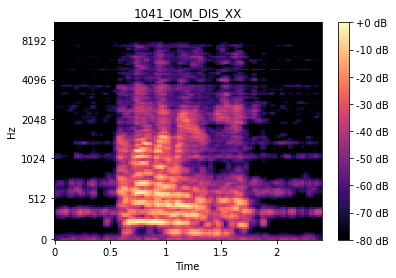 1041_IOM_DIS_XX
+0 dB
8192
-10 dB
4096
-20 dB
-30 dB
2048
Hz
-40 dB
1024
-50 dB
512
-60 dB
-70 dB
0
-80 dB
0
0.5
1
1.5
2
Time